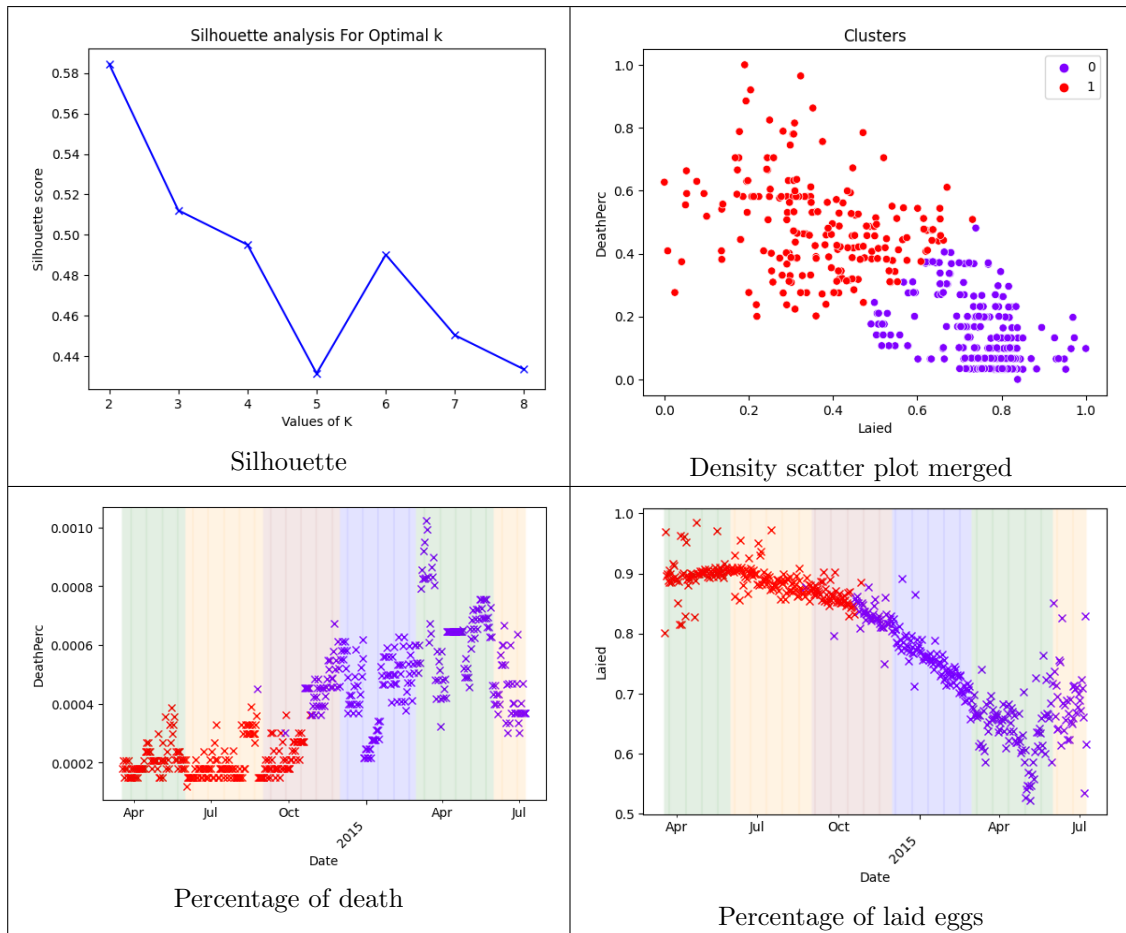 Silhouette analysis For Optimal k
Silhouette score
0.58
0.56
0.54
0.52
0.50
0.48
0.46
0.44
2 3 4 5 6 7 8
Values of K
Silhouette
Clusters
0
1
DeathPerc
1.0
0.8
0.6
0.4
0.2
0.0
0.0 0.2 0.4 0.6 0.8 1.0
Laied
Density scatter plot merged
DeathPerc
0.0010
0.0008
0.0006
0.0004
0.0002
Apr Jul Oct 2015 Apr Jul
Date
Percentage of death
Laied
1.0
0.9
0.8
0.7
0.6
0.5
Apr Jul Oct 2015 Apr Jul
Date
Percentage of laid eggs